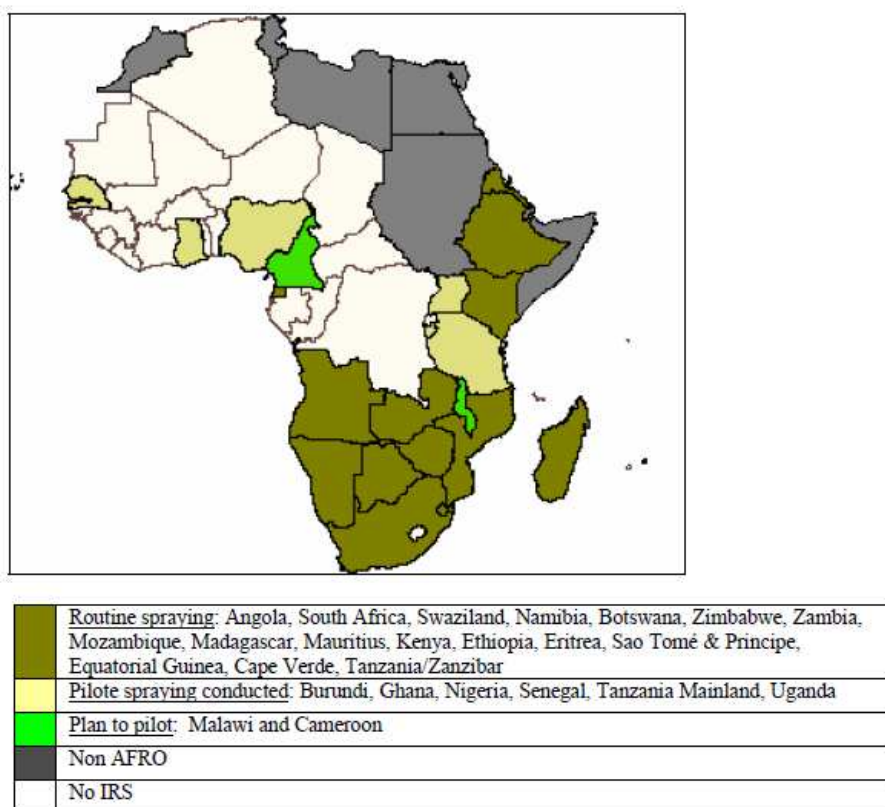 Routine spraying: Angola, South Africa, Swaziland, Namibia, Botswana, Zimbabwe, Zambia,
Mozambique, Madagascar, Mauritius, Kenya, Ethiopia, Eritrea, Sao Tomé & Principe,
Equatorial Guinea, Cape Verde, Tanzania/Zanzibar
Pilote spraying conducted: Burundi, Ghana, Nigeria, Senegal, Tanzania Mainland, Uganda
Plan to pilot: Malawi and Cameroon
Non AFRO
No IRS